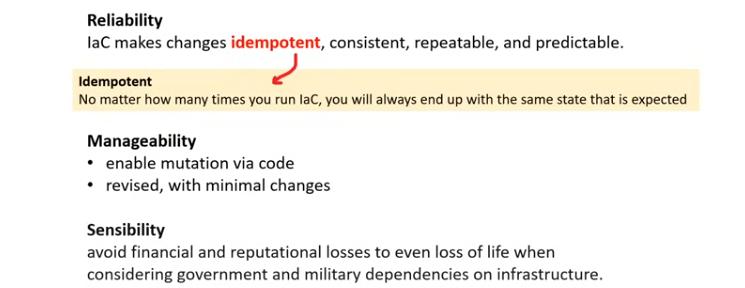 Reliability
IaC makes changes idempotent, consistent, repeatable, and predictable.
Idempotent
No matter how many times you run IaC, you will always end up with the same state that is expected
Manageability
• enable mutation via code
• revised, with minimal changes
Sensibility
avoid financial and reputational losses to even loss of life when
considering government and military dependencies on infrastructure.